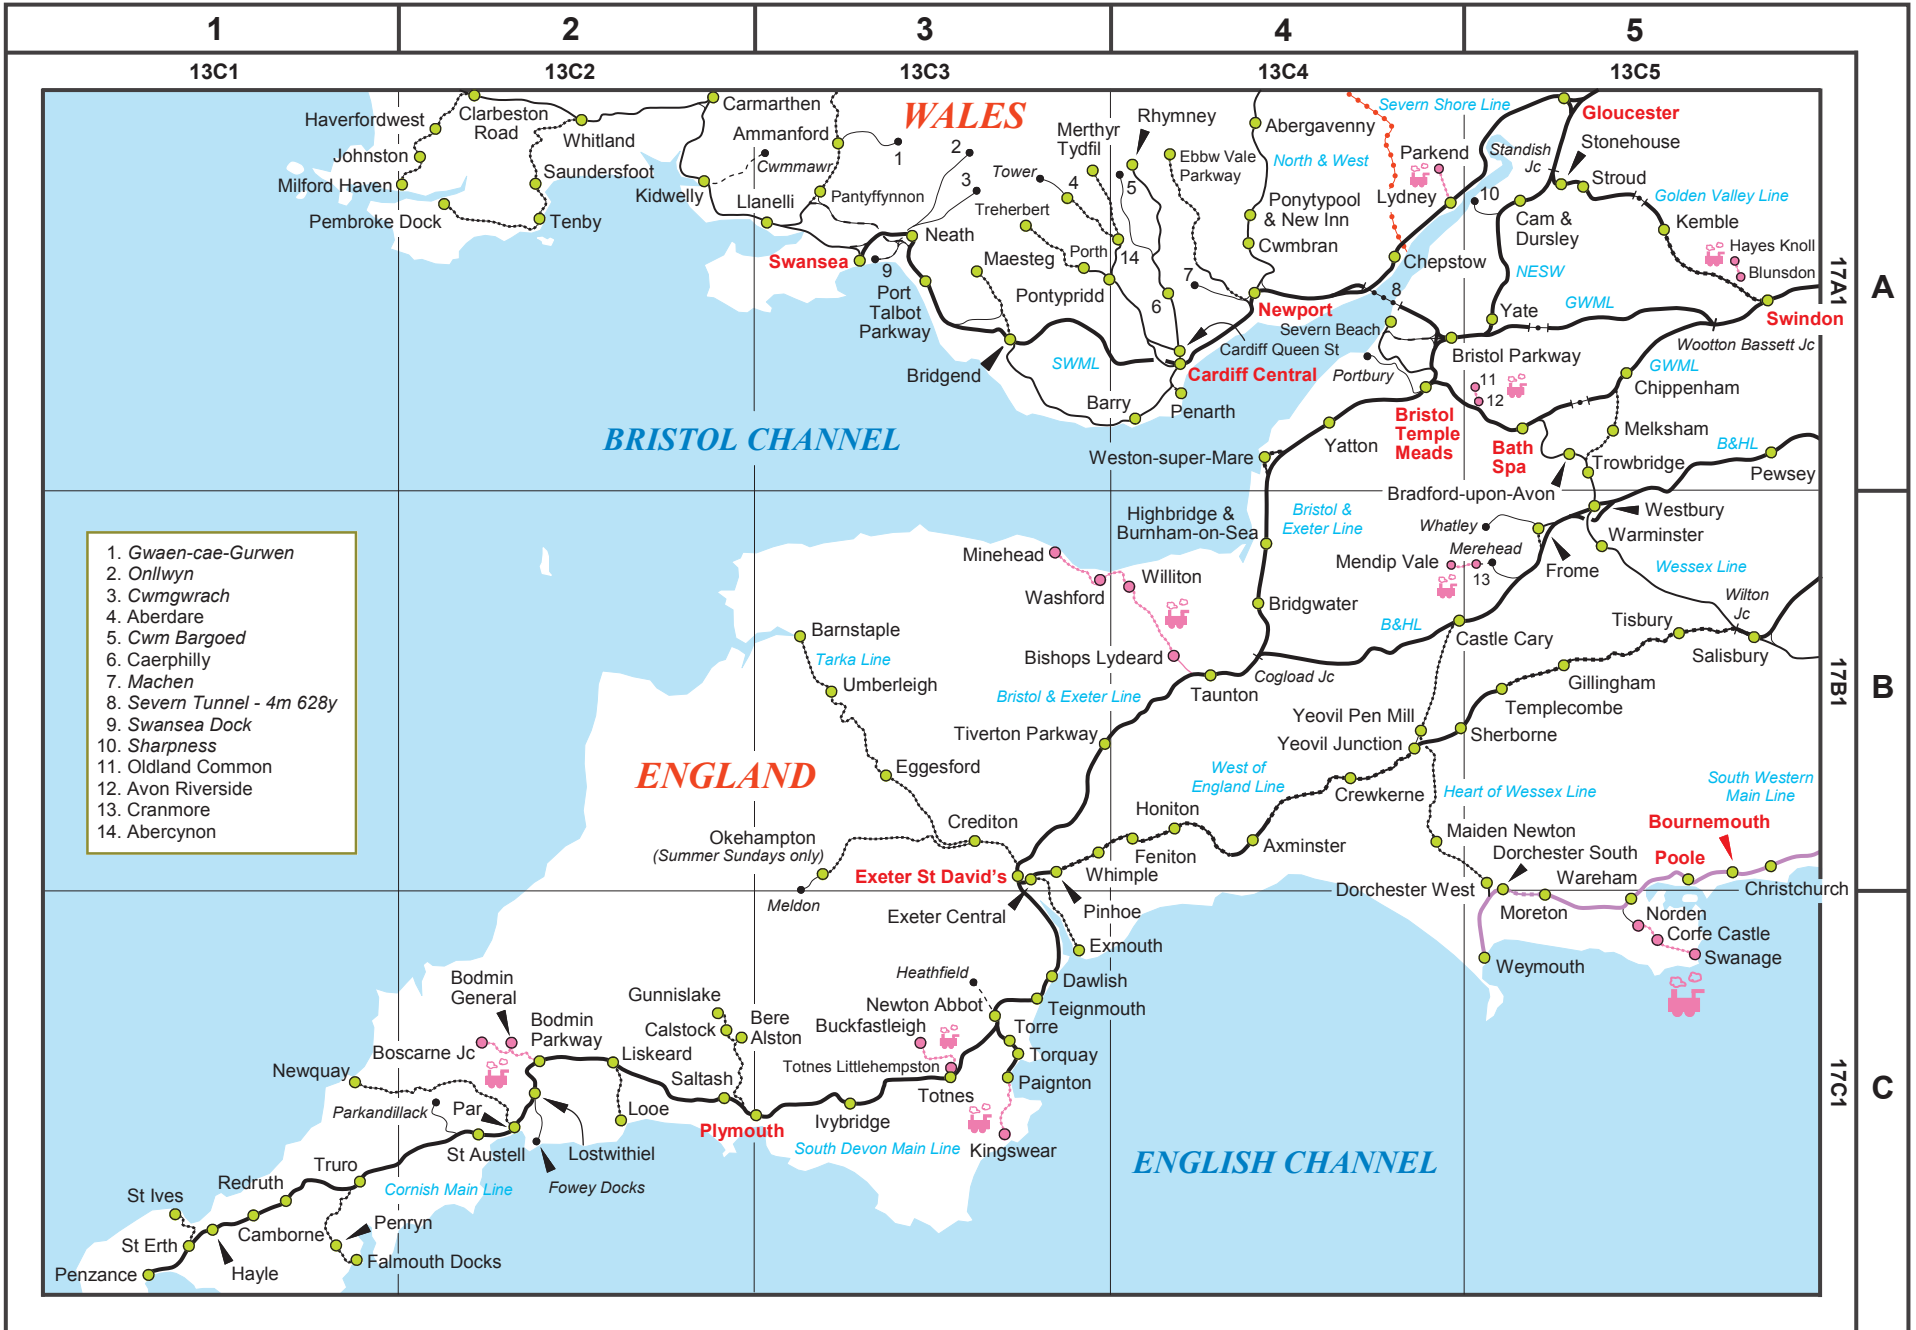 1
2
3
4
5
13C1
13C2
13C3
13C4
13C5
A
B
C
17A1
17B1
17C1
WALES
ENGLAND
BRISTOL CHANNEL
ENGLISH CHANNEL
Haverfordwest
Clarbeston
Road
Johnston
Milford Haven
Pembroke Dock
Whitland
Saundersfoot
Tenby
Carmarthen
Ammanford
Cwmmawr
Kidwelly
Llanelli
Pantyffynnon
1
2
3
Swansea
9
Neath
Port
Talbot
Parkway
Maesteg
Bridgend
Tower
Treherbert
Merthyr
Tydfil
4
Rhymney
5
Porth
14
Pontypridd
6
7
Ebbw Vale
Parkway
SWML
Barry
Penarth
Cardiff Queen St
Cardiff Central
Abergavenny
North & West
Ponytypool
& New Inn
Cwmbran
Newport
Severn Shore Line
Parkend
Lydney
Chepstow
8
Severn Beach
Portbury
Gloucester
Stonehouse
Standish
Jc
Stroud
Golden Valley Line
10
Cam &
Dursley
Kemble
Hayes Knoll
Blunsdon
NESW
GWML
Yate
Swindon
Wootton Bassett Jc
Bristol Parkway
GWML
Chippenham
11
12
Bristol
Temple
Meads
Bath
Spa
Melksham
B&HL
Trowbridge
Pewsey
Bradford-upon-Avon
Yatton
Weston-super-Mare
Highbridge &
Burnham-on-Sea
Bristol &
Exeter Line
Whatley
Merehead
Mendip Vale
13
Westbury
Warminster
Frome
Wessex Line
Wilton
Jc
Minehead
Williton
Washford
Bishops Lydeard
Bridgwater
Castle Cary
B&HL
Tisbury
Salisbury
Cogload Jc
Taunton
Gillingham
Templecombe
Bristol & Exeter Line
Tiverton Parkway
Yeovil Pen Mill
Yeovil Junction
Sherborne
West of
England Line
Crewkerne
Heart of Wessex Line
South Western
Main Line
Barnstaple
Tarka Line
Umberleigh
Eggesford
Crediton
Okehampton
(Summer Sundays only)
Meldon
Exeter St David's
Exeter Central
Honiton
Feniton
Whimple
Pinhoe
Axminster
Exmouth
Maiden Newton
Dorchester South
Dorchester West
Wareham
Moreton
Poole
Bournemouth
Christchurch
Norden
Corfe Castle
Swanage
Weymouth
Dawlish
Teignmouth
Heathfield
Newton Abbot
Torre
Torquay
Paignton
Buckfastleigh
Totnes Littlehempston
Totnes
Kingswear
Ivybridge
South Devon Main Line
Gunnislake
Calstock
Bere
Alston
Saltash
Plymouth
Bodmin
General
Bodmin
Parkway
Boscarne Jc
Liskeard
Looe
Newquay
Parkandillack
Par
St Austell
Lostwithiel
Fowey Docks
Truro
Cornish Main Line
Redruth
St Ives
Camborne
Penryn
Falmouth Docks
St Erth
Hayle
Penzance
1. Gwaen-cae-Gurwen
2. Onllwyn
3. Cwmgwrach
4. Aberdare
5. Cwm Bargoed
6. Caerphilly
7. Machen
8. Severn Tunnel - 4m 628y
9. Swansea Dock
10. Sharpness
11. Oldland Common
12. Avon Riverside
13. Cranmore
14. Abercynon